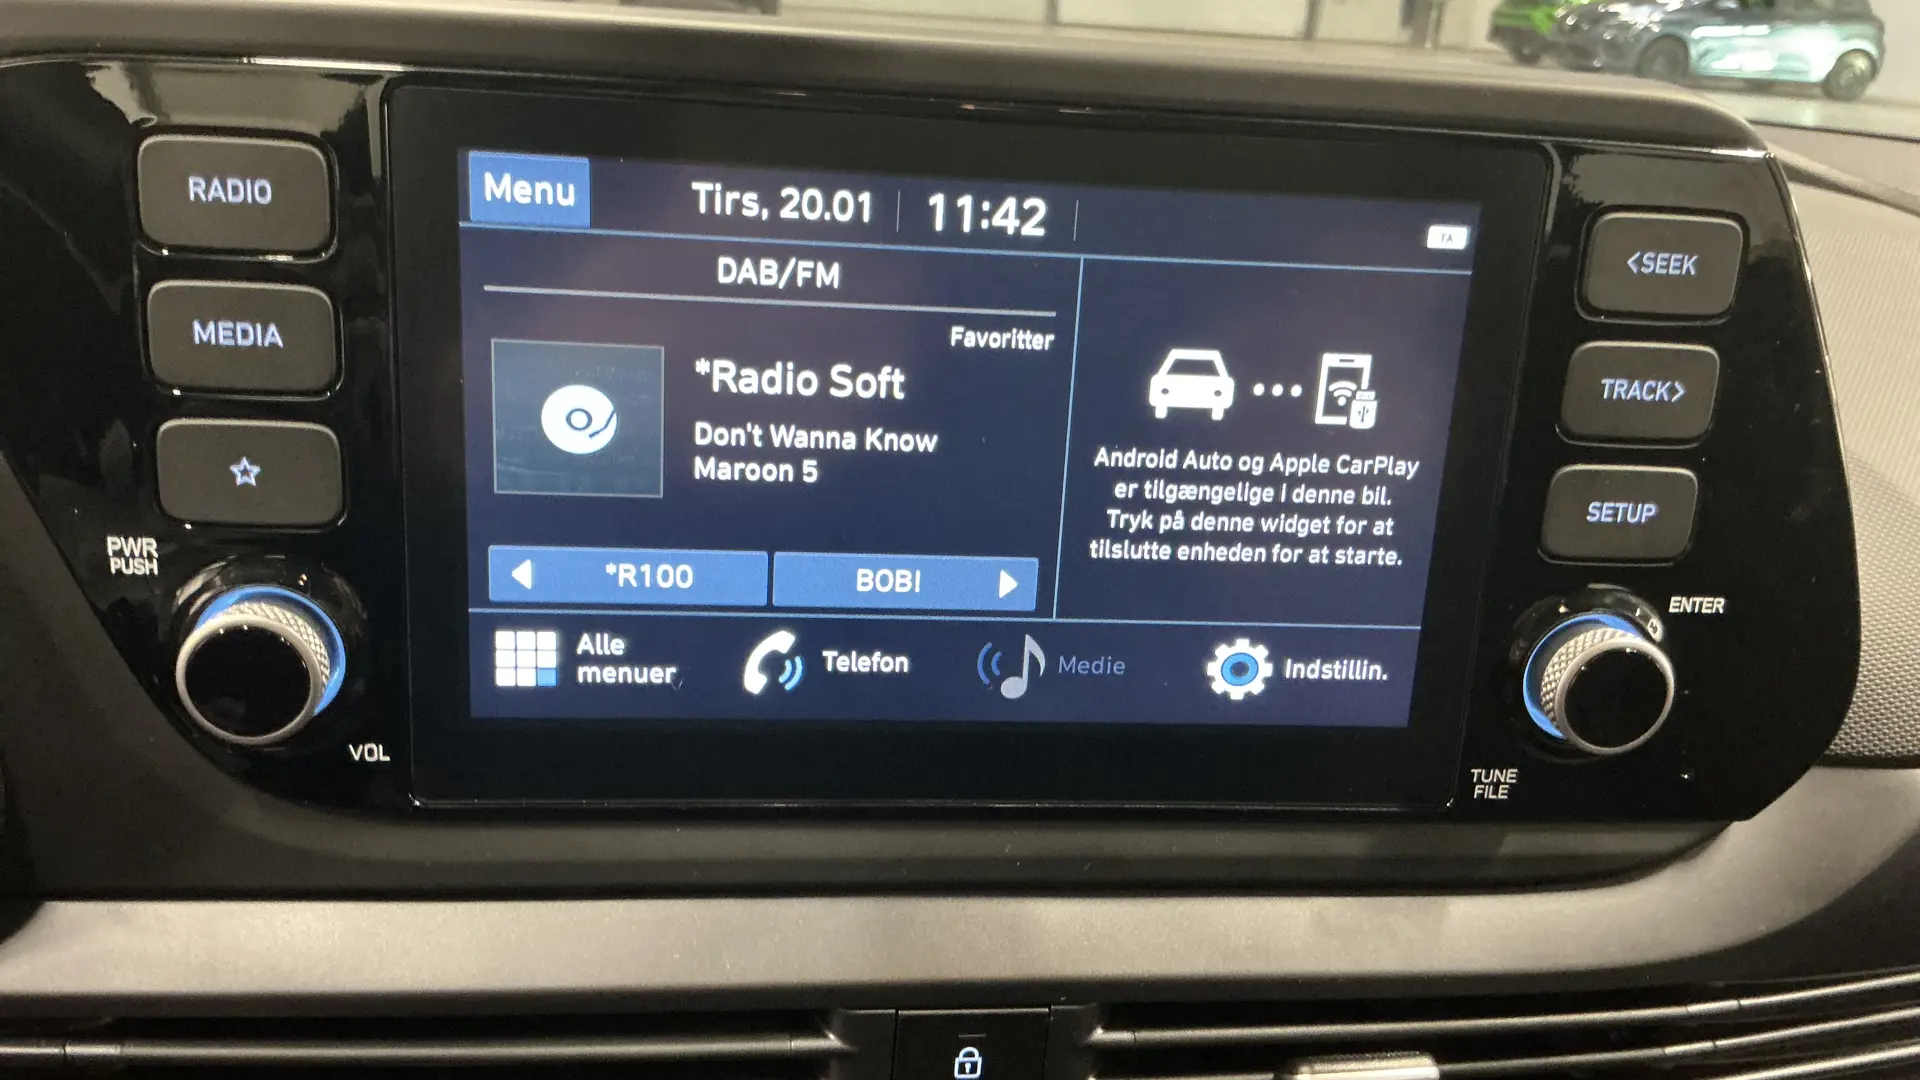 RADIO
MEDIA
PWR
PUSH
VOL
Menu
Tirs, 20.01
11:42
TA
DAB/FM
Favoritter
*Radio Soft
Don't Wanna Know
Maroon 5
*R100
BOB!
Android Auto og Apple CarPlay
er tilgængelige i denne bil.
Tryk på denne widget for at
tilslutte enheden for at starte.
Alle
menuer
Telefon
Medie
Indstillin.
<SEEK
TRACK>
SETUP
ENTER
TUNE
FILE